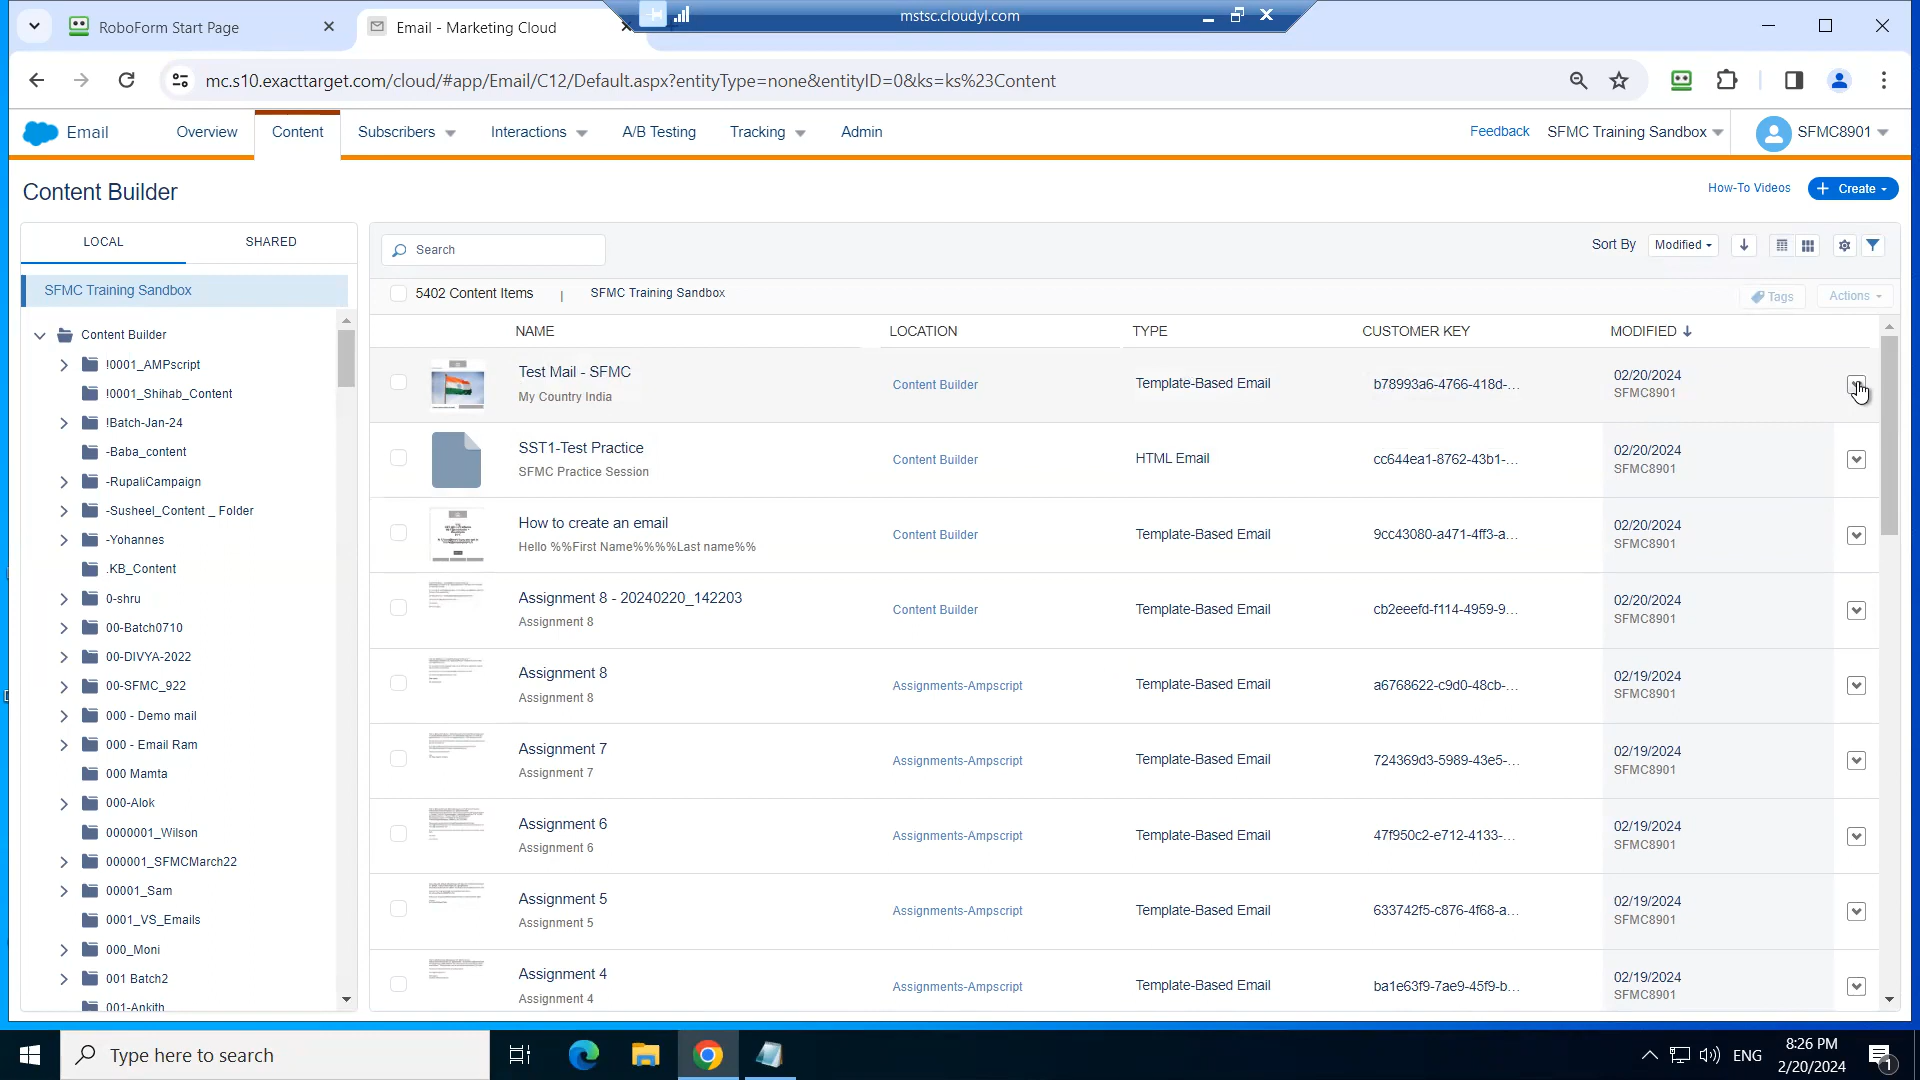 RoboForm Start Page
Email - Marketing Cloud
mstsc.cloudyl.com
mc.s10.exacttarget.com/cloud/#app/Email/C12/Default.aspx?entityType=none&entityID=0&ks=ks%23Content
Email
Overview
Content
Subscribers
Interactions
A/B Testing
Tracking
Admin
Feedback
SFMC Training Sandbox
SFMC8901
Content Builder
How-To Videos
+ Create
LOCAL
SHARED
Search
Sort By
Modified
SFMC Training Sandbox
5402 Content Items | SFMC Training Sandbox
Tags
Actions
Content Builder
!0001_AMPscript
!0001_Shihab_Content
!Batch-Jan-24
-Baba_content
-RupaliCampaign
-Susheel_Content _ Folder
-Yohannes
.KB_Content
0-shru
00-Batch0710
00-DIVYA-2022
00-SFMC_922
000 - Demo mail
000 - Email Ram
000 Mamta
000-Alok
0000001_Wilson
000001_SFMCMarch22
00001_Sam
0001_VS_Emails
000_Moni
001 Batch2
001-Ankith
NAME LOCATION TYPE CUSTOMER KEY MODIFIED
Test Mail - SFMC
My Country India
Content Builder
Template-Based Email
b78993a6-4766-418d-...
02/20/2024
SFMC8901
SST1-Test Practice
SFMC Practice Session
Content Builder
HTML Email
cc644ea1-8762-43b1-...
02/20/2024
SFMC8901
How to create an email
Hello %%First Name%%%%Last name%%
Content Builder
Template-Based Email
9cc43080-a471-4ff3-a...
02/20/2024
SFMC8901
Assignment 8 - 20240220_142203
Assignment 8
Content Builder
Template-Based Email
cb2eeefd-f114-4959-9...
02/20/2024
SFMC8901
Assignment 8
Assignment 8
Assignments-Ampscript
Template-Based Email
a6768622-c9d0-48cb-...
02/19/2024
SFMC8901
Assignment 7
Assignment 7
Assignments-Ampscript
Template-Based Email
724369d3-5989-43e5-...
02/19/2024
SFMC8901
Assignment 6
Assignment 6
Assignments-Ampscript
Template-Based Email
47f950c2-e712-4133-...
02/19/2024
SFMC8901
Assignment 5
Assignment 5
Assignments-Ampscript
Template-Based Email
633742f5-c876-4f68-a...
02/19/2024
SFMC8901
Assignment 4
Assignment 4
Assignments-Ampscript
Template-Based Email
ba1e63f9-7ae9-45f9-b...
02/19/2024
SFMC8901
Type here to search
ENG
8:26 PM
2/20/2024
1